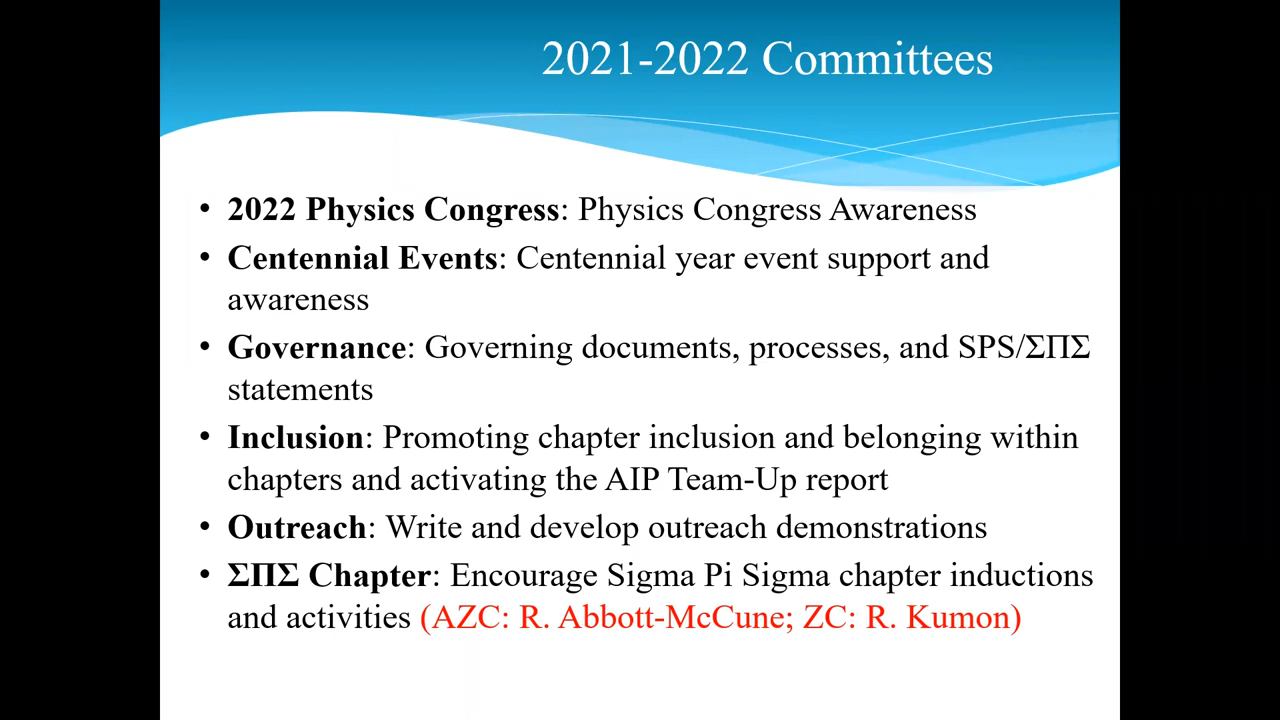 2021-2022 Committees
• 2022 Physics Congress: Physics Congress Awareness
• Centennial Events: Centennial year event support and
awareness
• Governance: Governing documents, processes, and SPS/ΣΠΣ
statements
• Inclusion: Promoting chapter inclusion and belonging within
chapters and activating the AIP Team-Up report
• Outreach: Write and develop outreach demonstrations
• ΣΠΣ Chapter: Encourage Sigma Pi Sigma chapter inductions
and activities (AZC: R. Abbott-McCune; ZC: R. Kumon)